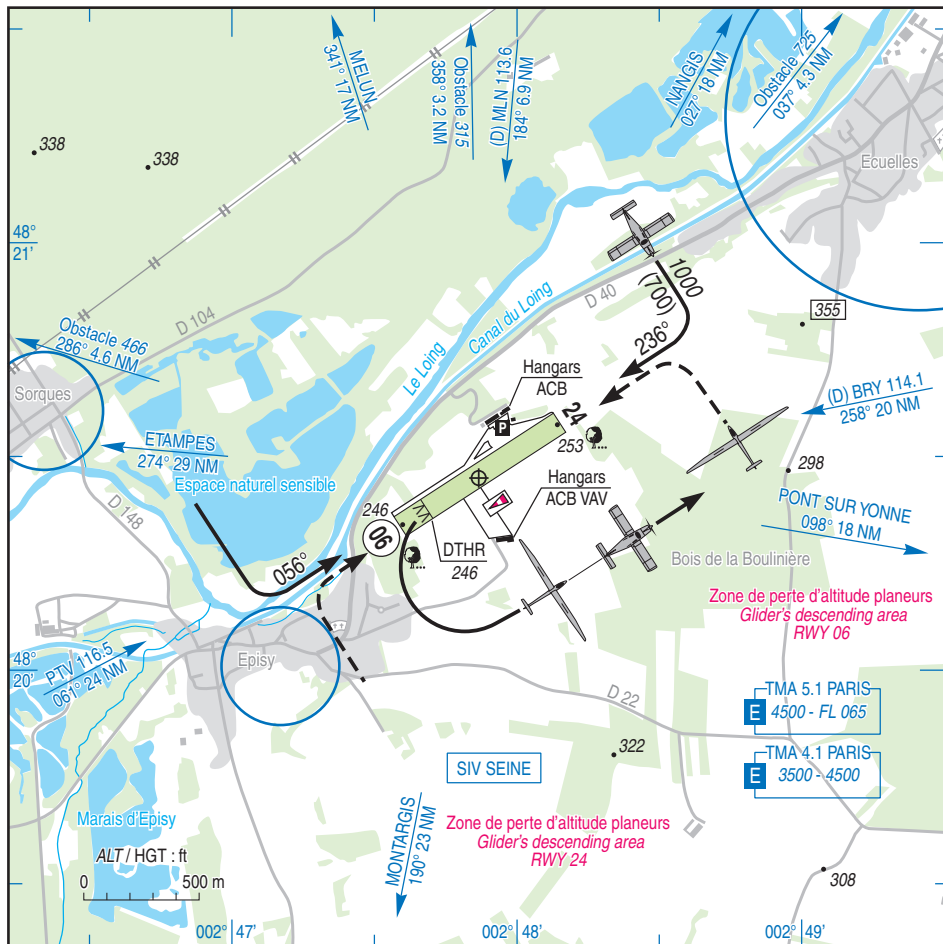 MELUN
341° 17 NM
Obstacle 315
358° 3.2 NM
(D) MLN 113.6
184° 6.9 NM
NANGIS
027° 18 NM
Obstacle 725
037° 4.3 NM
338
338
Ecuelles
48°
21'
1000
(700)
236°
D 40
Canal du Loing
Le Loing
D 104
355
Obstacle 466
286° 4.6 NM
Sorques
Hangars
ACB
P
24
253
(D) BRY 114.1
258° 20 NM
ETAMPES
274° 29 NM
Espace naturel sensible
298
Hangars
ACB VAV
PONT SUR YONNE
098° 18 NM
D 148
246
06
DTHR
246
056°
Bois de la Boulinière
Zone de perte d'altitude planeurs
Glider's descending area
RWY 06
PTV 116.5
061° 24 NM
48°
20'
Episy
D 22
TMA 5.1 PARIS
E 4500 - FL 065
TMA 4.1 PARIS
E 3500 - 4500
322
SIV SEINE
Marais d'Episy
Zone de perte d'altitude planeurs
Glider's descending area
RWY 24
MONTARGIS
190° 23 NM
ALT / HGT : ft
0 500 m
308
002° 47'
002° 48'
002° 49'